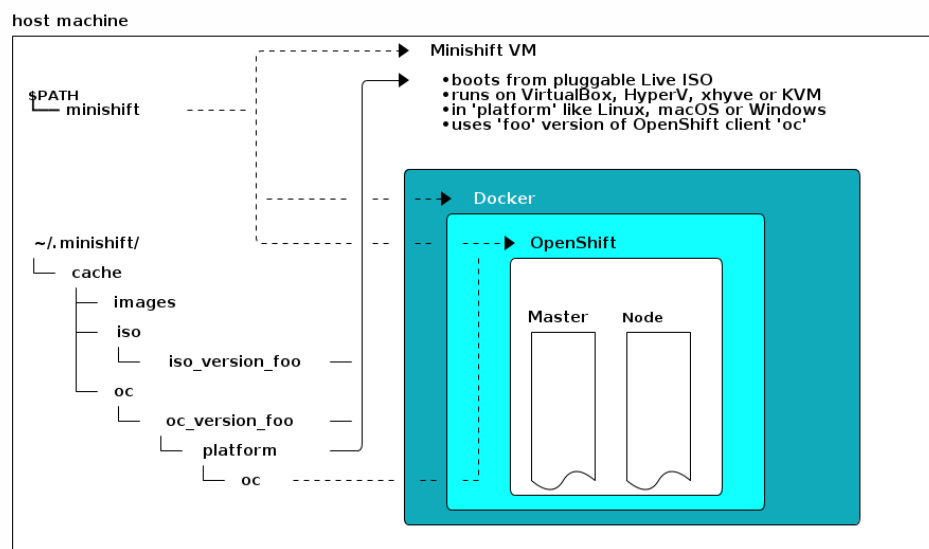 host machine
Minishift VM
$PATH
minishift
•boots from pluggable Live ISO
•runs on VirtualBox, HyperV, xhyve or KVM
•in 'platform' like Linux, macOS or Windows
•uses 'foo' version of OpenShift client 'oc'
Docker
~/.minishift/
OpenShift
cache
images
iso
iso_version_foo
oc
oc_version_foo
platform
oc
Master
Node